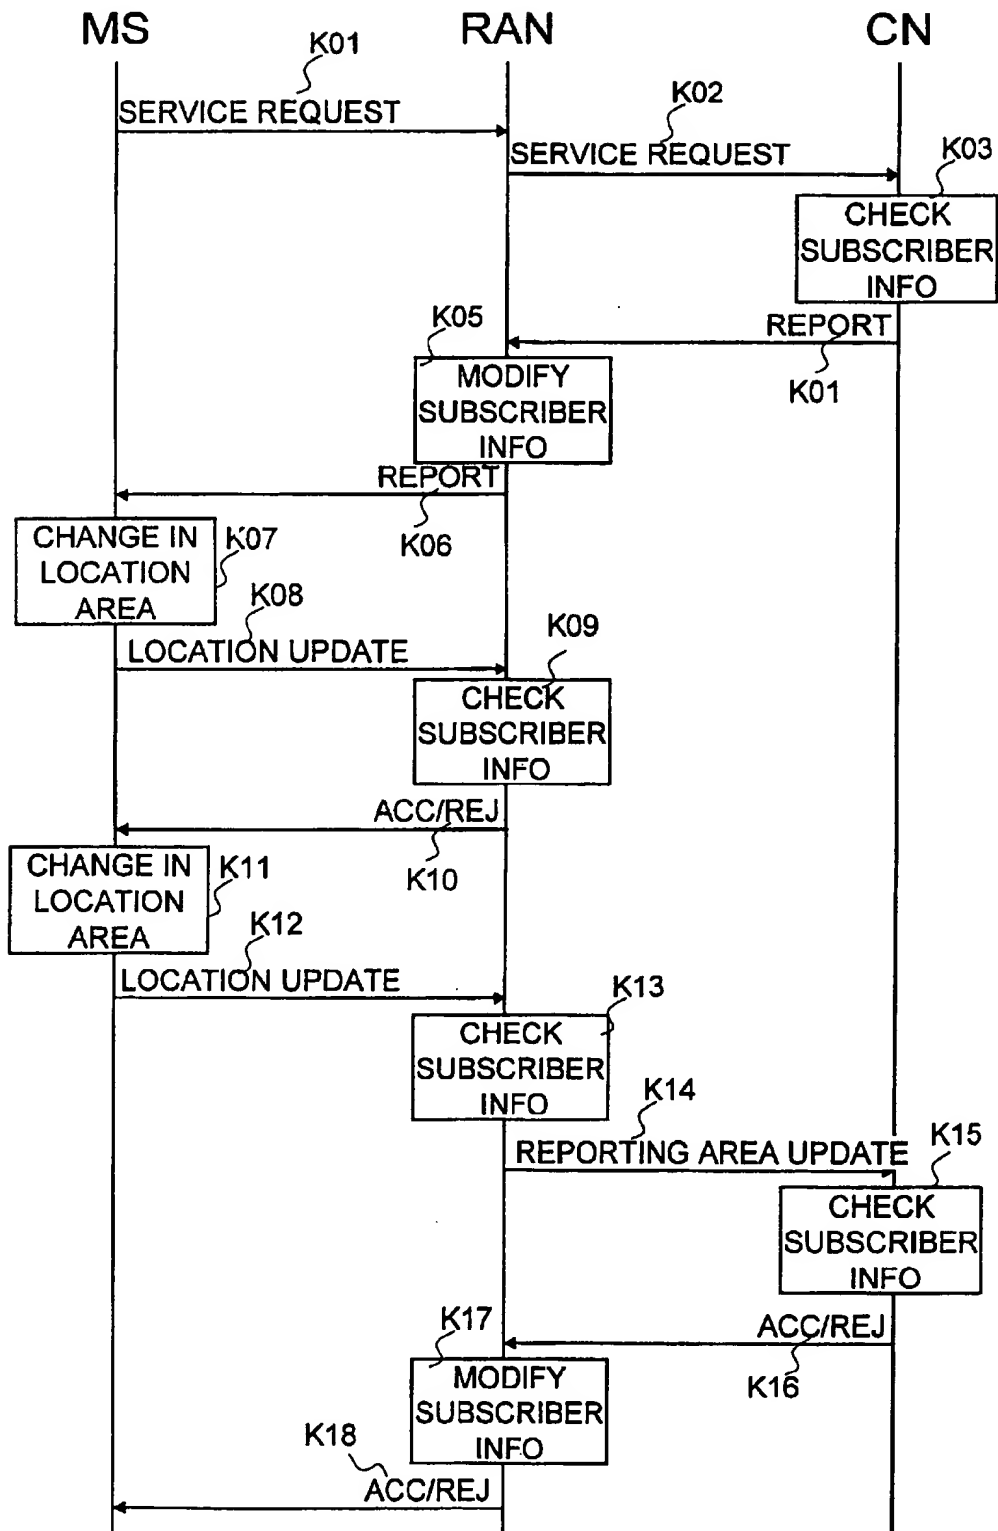 MS RAN CN
K01
SERVICE REQUEST
K02
SERVICE REQUEST
K03
CHECK
SUBSCRIBER
INFO
REPORT
K01
K05
MODIFY
SUBSCRIBER
INFO
REPORT
K06
CHANGE IN
LOCATION
AREA
K07
K08
LOCATION UPDATE
K09
CHECK
SUBSCRIBER
INFO
ACC/REJ
K10
CHANGE IN
LOCATION
AREA
K11
K12
LOCATION UPDATE
K13
CHECK
SUBSCRIBER
INFO
K14
REPORTING AREA UPDATE
K15
CHECK
SUBSCRIBER
INFO
ACC/REJ
K16
K17
MODIFY
SUBSCRIBER
INFO
K18
ACC/REJ